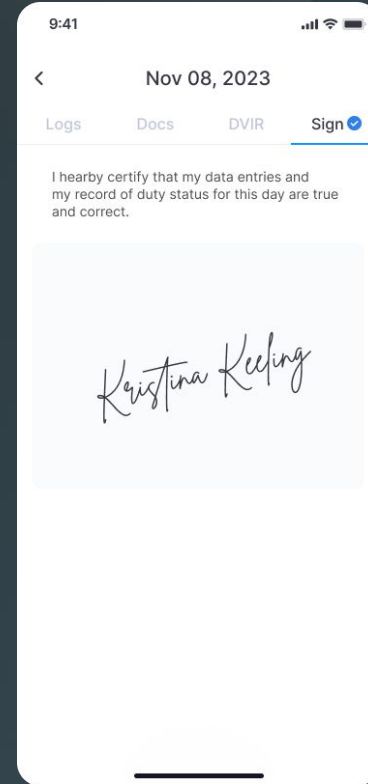 9:41
Nov 08, 2023
Logs Docs DVIR Sign
I hearby certify that my data entries and
my record of duty status for this day are true
and correct.
Kristina Keeling